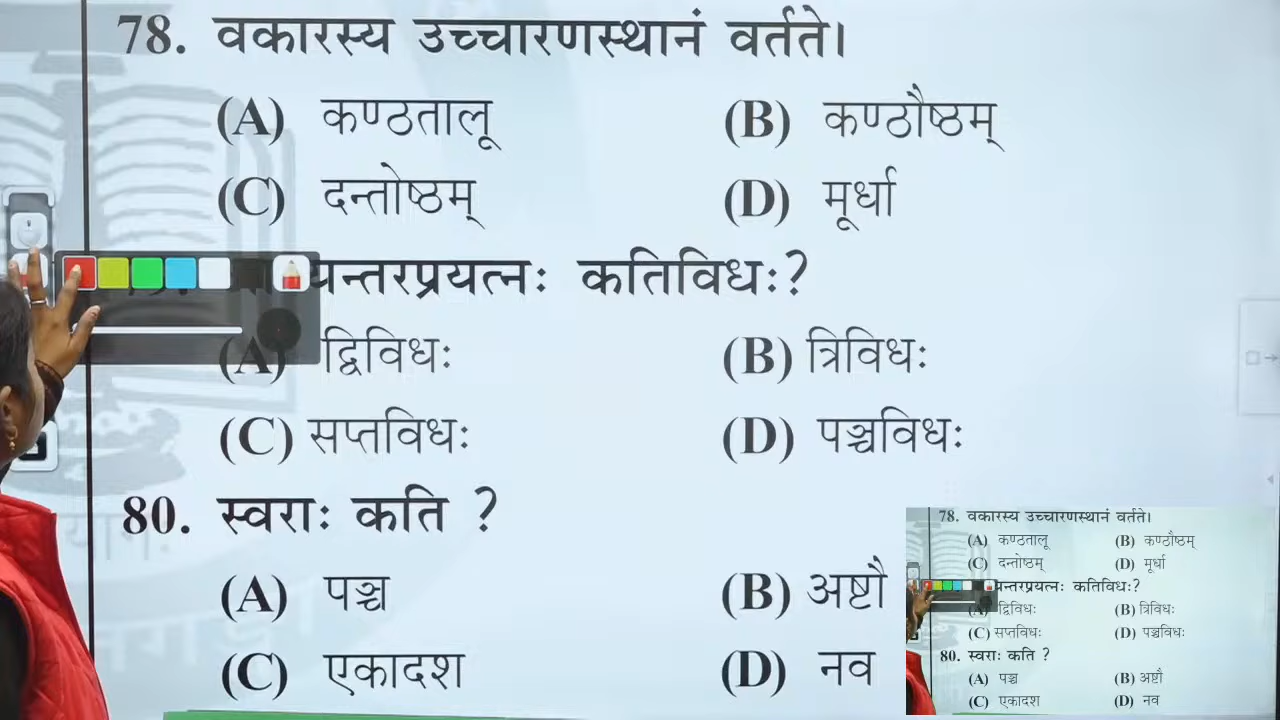 78. वकारस्य उच्चारणस्थानं वर्तते।
(A) कण्ठतालू (B) कण्ठौष्ठम्
(C) दन्तोष्ठम् (D) मूर्धा
यन्तरप्रयत्नः कतिविधः?
(A) द्विविधः (B) त्रिविधः
(C) सप्तविधः (D) पञ्चविधः
80. स्वराः कति ?
(A) पञ्च (B) अष्टौ
(C) एकादश (D) नव
78. वकारस्य उच्चारणस्थानं वर्तते।
(A) कण्ठतालू (B) कण्ठौष्ठम्
(C) दन्तोष्ठम् (D) मूर्धा
यन्तरप्रयत्नः कतिविधः?
(A) द्विविधः (B) त्रिविधः
(C) सप्तविधः (D) पञ्चविधः
80. स्वराः कति ?
(A) पञ्च (B) अष्टौ
(C) एकादश (D) नव